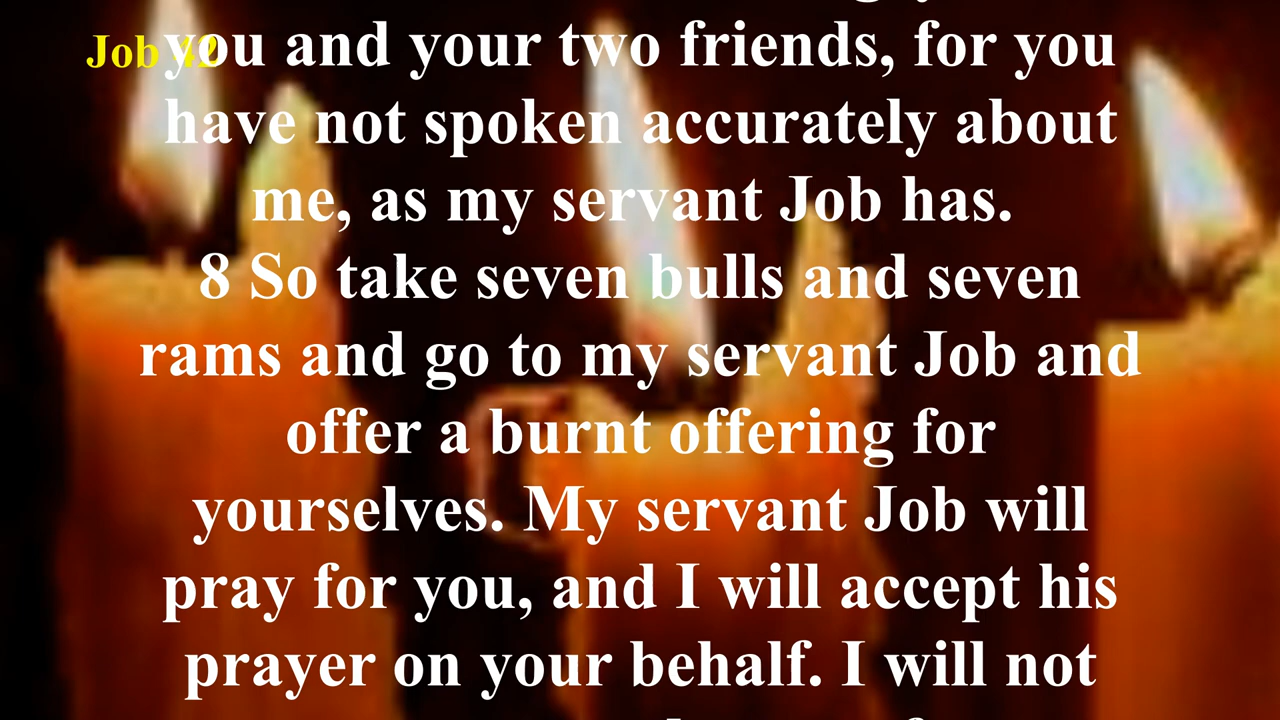 Job 42
you and your two friends, for you
have not spoken accurately about
me, as my servant Job has.
8 So take seven bulls and seven
rams and go to my servant Job and
offer a burnt offering for
yourselves. My servant Job will
pray for you, and I will accept his
prayer on your behalf. I will not